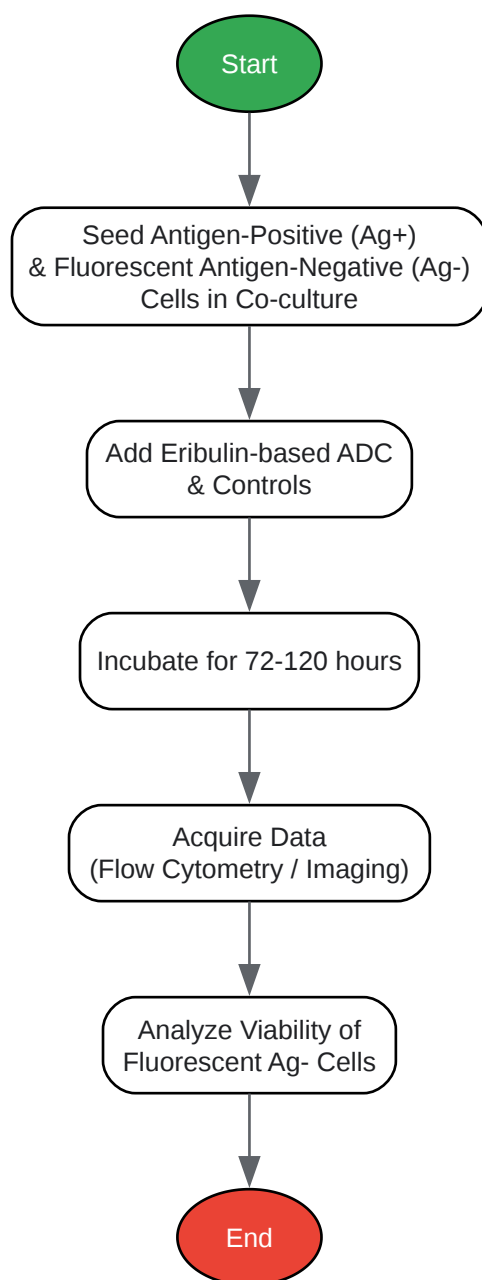 Start
Seed Antigen-Positive (Ag+)
& Fluorescent Antigen-Negative (Ag-)
Cells in Co-culture
Add Eribulin-based ADC
& Controls
Incubate for 72-120 hours
Acquire Data
(Flow Cytometry / Imaging)
Analyze Viability of
Fluorescent Ag- Cells
End